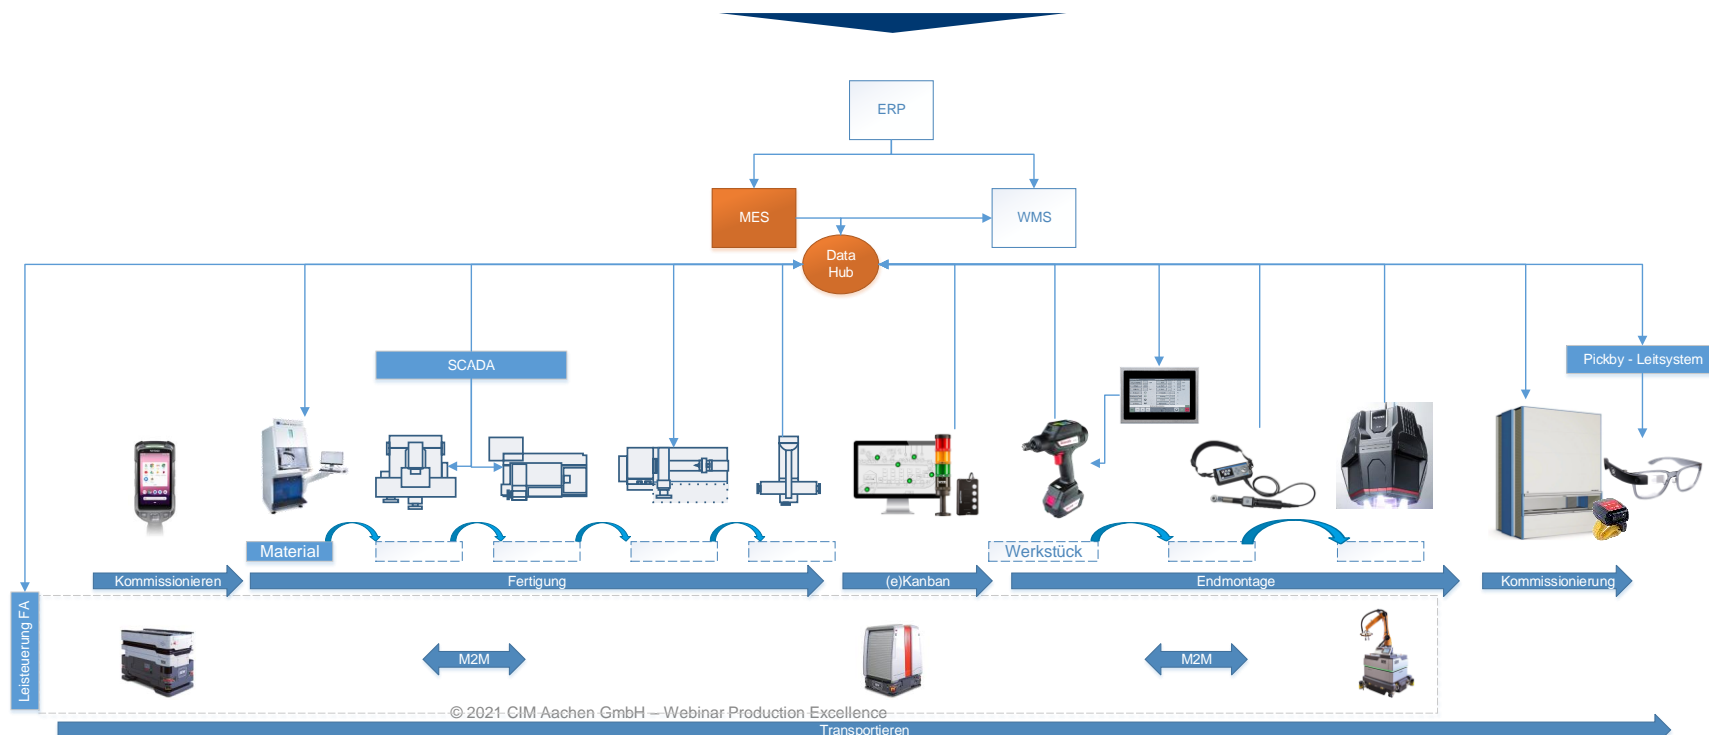 ERP
MES
WMS
Data
Hub
SCADA
Pickby - Leitsystem
Material
Werkstück
Kommissionieren
Fertigung
(e)Kanban
Endmontage
Kommissionierung
Leisteuerung FA
M2M
M2M
© 2021 CIM Aachen GmbH – Webinar Production Excellence
Transportieren